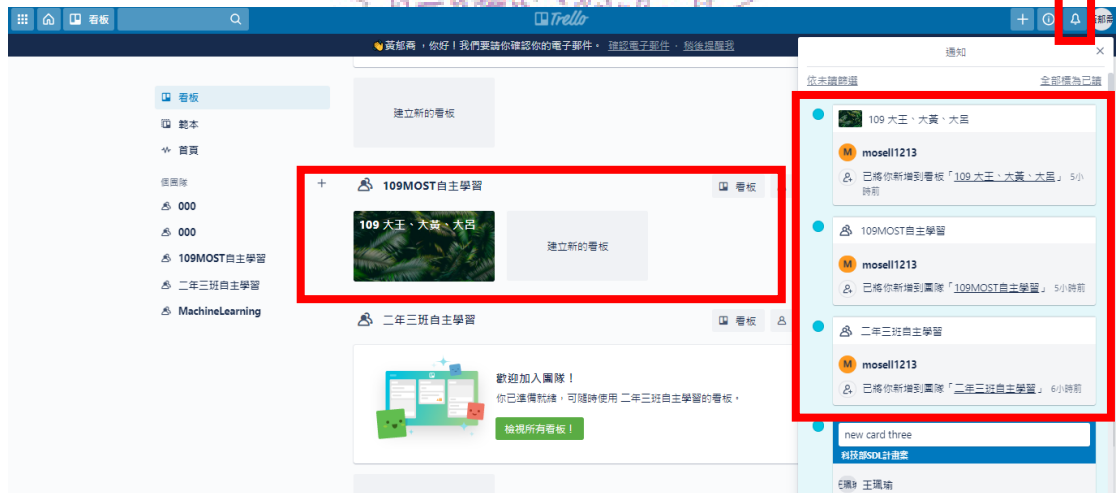 看板
Trello
黃郁喬，你好！我們要請你確認你的電子郵件。 確認電子郵件 · 稍後提醒我
看板
範本
首頁
個團隊
000
000
109MOST自主學習
二年三班自主學習
MachineLearning
建立新的看板
109MOST自主學習
看板
109 大王、大黃、大呂
建立新的看板
二年三班自主學習
看板
歡迎加入團隊！
你已準備就緒，可隨時使用 二年三班自主學習的看板。
檢視所有看板！
通知
依未讀篩選
全部標為已讀
109 大王、大黃、大呂
M mosell1213
已將你新增到看板「109 大王、大黃、大呂」 5小
時前
109MOST自主學習
M mosell1213
已將你新增到團隊「109MOST自主學習」 5小時前
二年三班自主學習
M mosell1213
已將你新增到團隊「二年三班自主學習」 6小時前
new card three
科技部SDL計畫案
王珮瑜